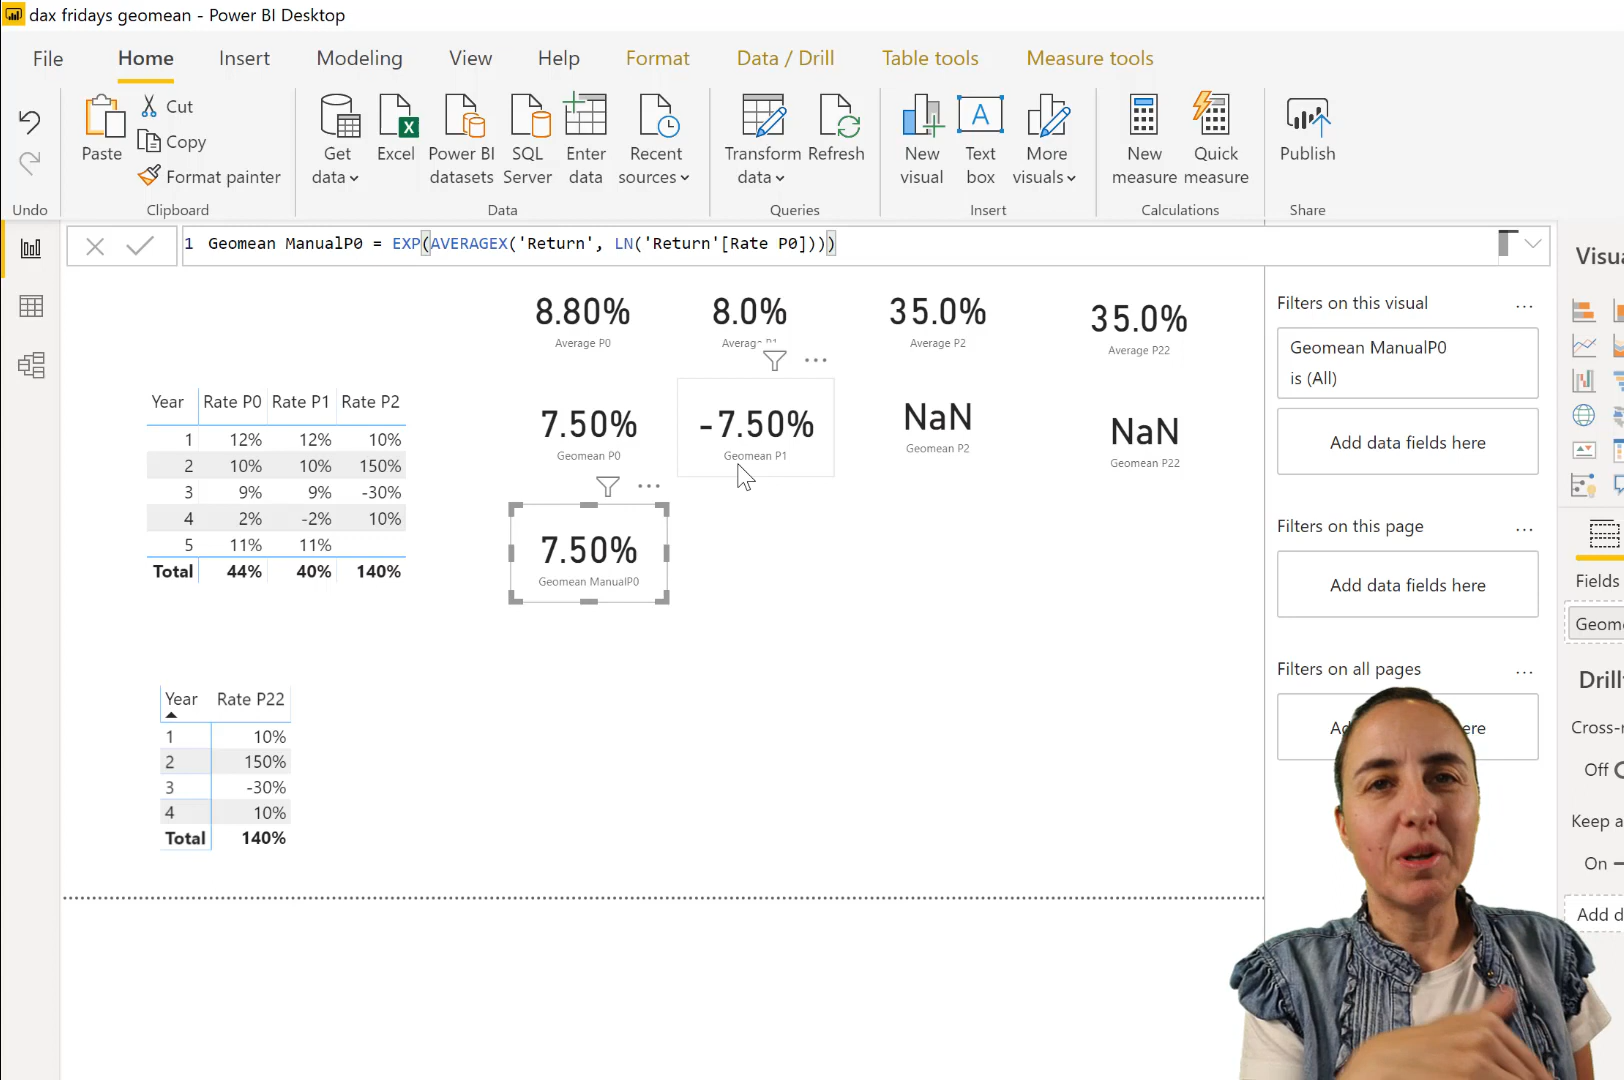 dax fridays geomean - Power BI Desktop
File Home Insert Modeling View Help Format Data / Drill Table tools Measure tools
Cut
Copy
Format painter
Paste
Get data
Excel
Power BI datasets
SQL Server
Enter data
Recent sources
Transform data
Refresh
New visual
Text box
More visuals
New measure
Quick measure
Publish
Undo Clipboard Data Queries Insert Calculations Share
1 Geomean ManualP0 = EXP(AVERAGEX('Return', LN('Return'[Rate P0])))
8.80% 8.0% 35.0% 35.0%
Average P0 Average P2 Average P22
7.50% -7.50% NaN NaN
Geomean P0 Geomean P1 Geomean P2 Geomean P22
7.50%
Geomean ManualP0
Year Rate P0 Rate P1 Rate P2
1 12% 12% 10%
2 10% 10% 150%
3 9% 9% -30%
4 2% -2% 10%
5 11% 11%
Total 44% 40% 140%
Year Rate P22
1 10%
2 150%
3 -30%
4 10%
Total 140%
Filters on this visual ...
Geomean ManualP0
is (All)
Add data fields here
Filters on this page ...
Add data fields here
Filters on all pages ...
Fields
Off
Keep a
On
Add d